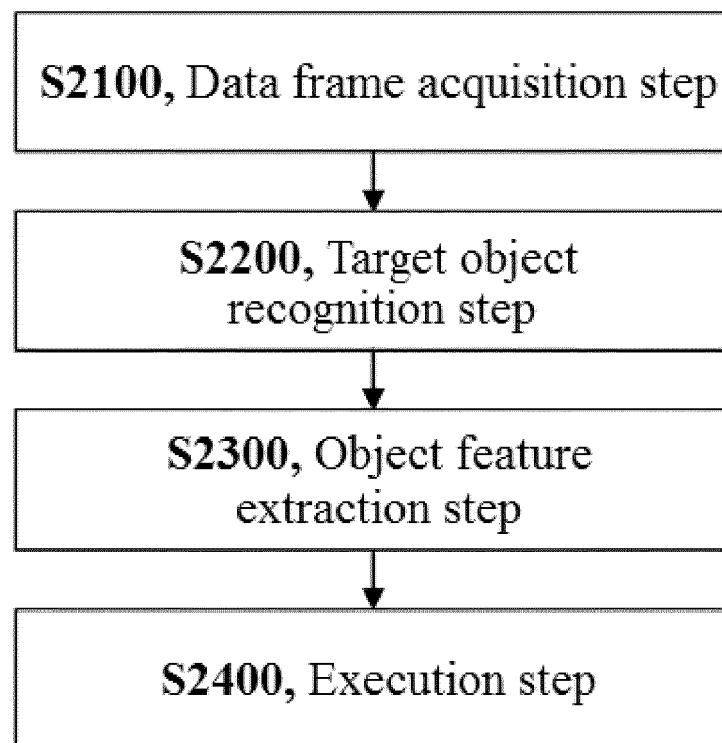 S2100, Data frame acquisition step
S2200, Target object
recognition step
S2300, Object feature
extraction step
S2400, Execution step